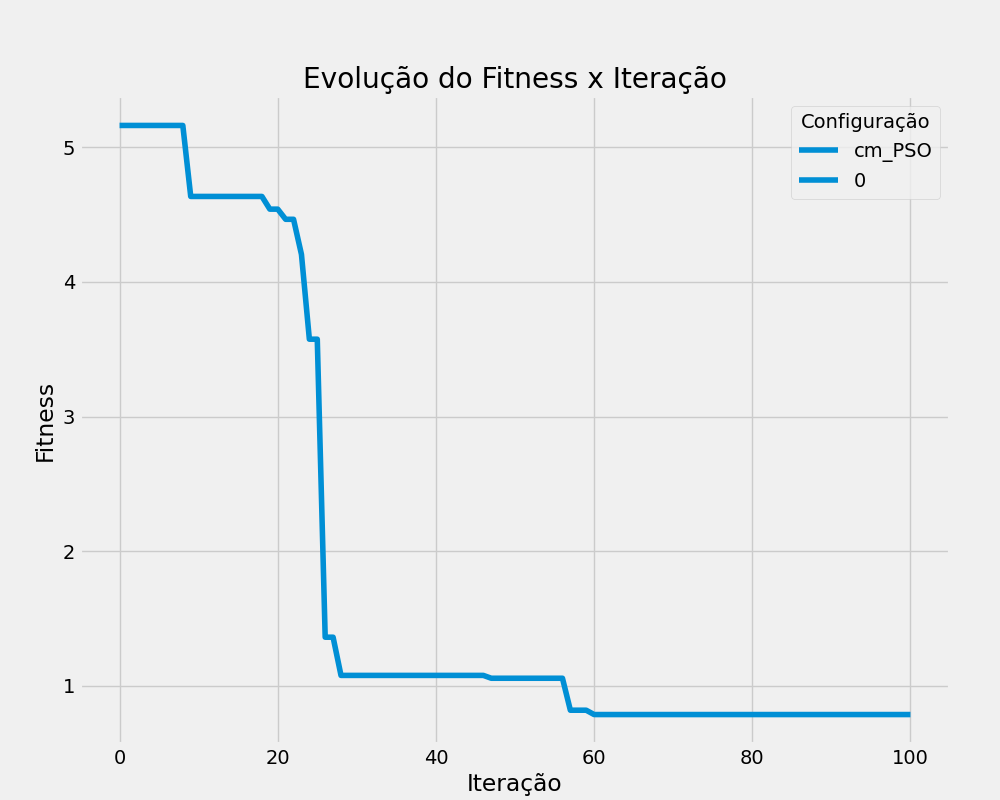 Evolução do Fitness x Iteração
Configuração
cm_PSO
0
Fitness
5
4
3
2
1
0 20 40 60 80 100
Iteração